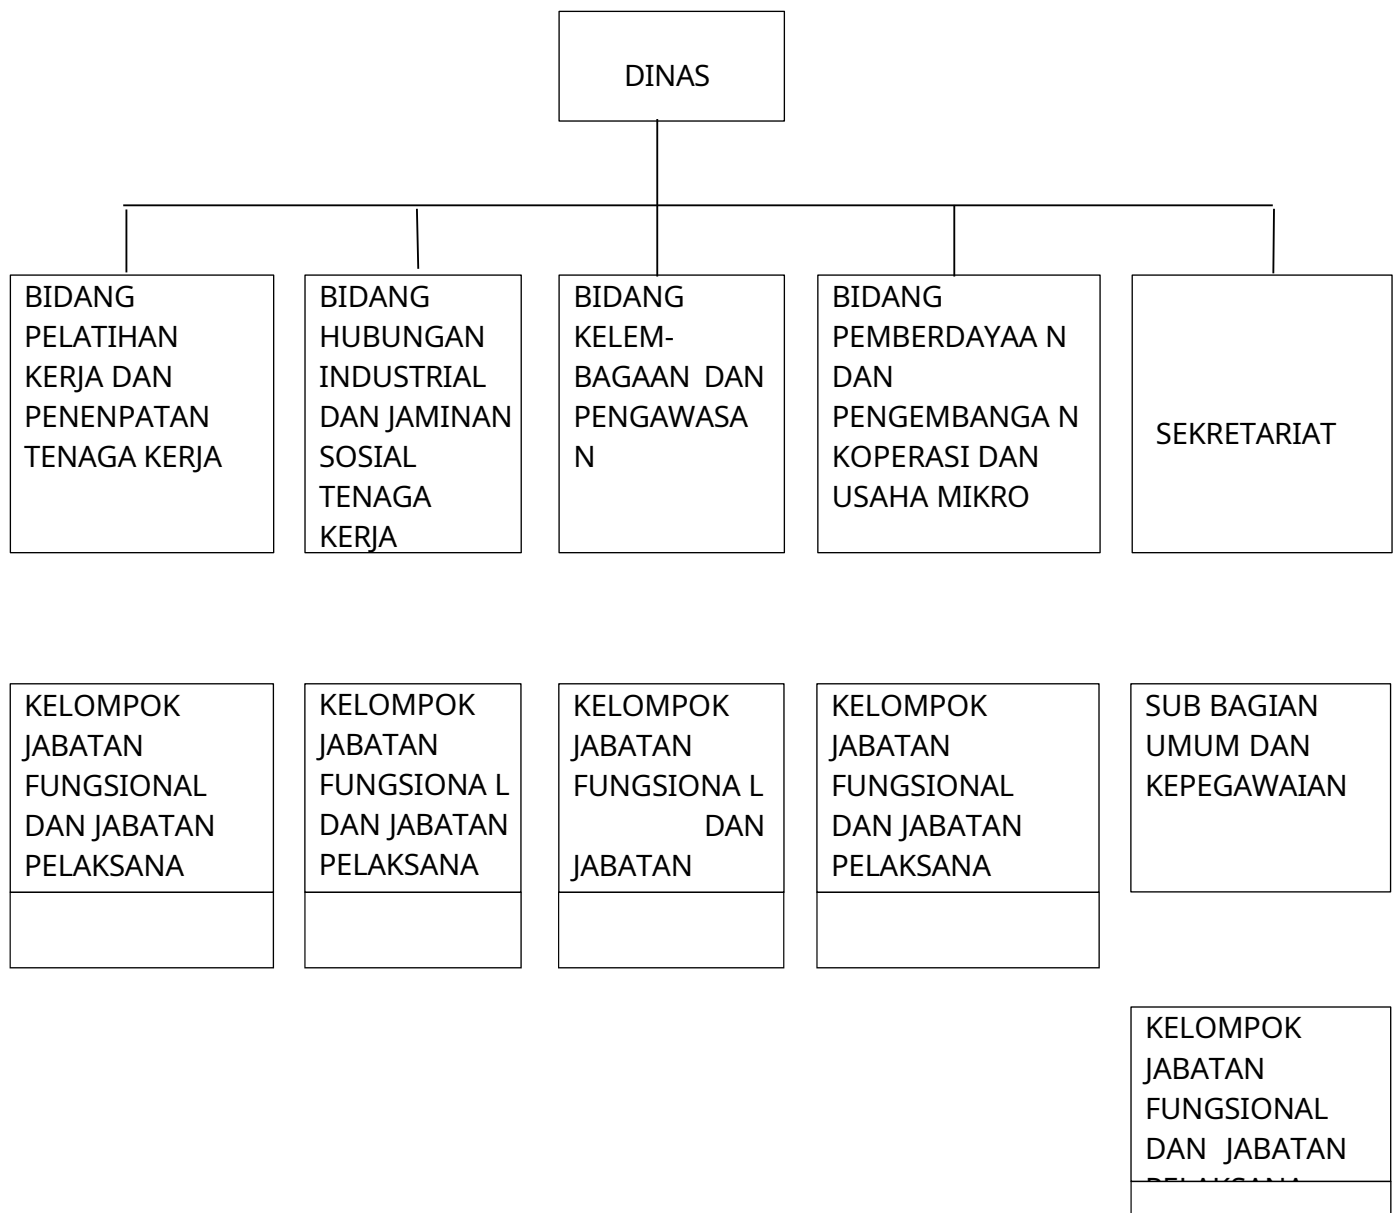 DINAS
BIDANG
PELATIHAN
KERJA DAN
PENENPATAN
TENAGA KERJA
BIDANG
HUBUNGAN
INDUSTRIAL
DAN JAMINAN
SOSIAL
TENAGA
KERJA
BIDANG
KELEM-
BAGAAN DAN
PENGAWASA
N
BIDANG
PEMBERDAYAA N
DAN
PENGEMBANGA N
KOPERASI DAN
USAHA MIKRO
SEKRETARIAT
KELOMPOK
JABATAN
FUNGSIONAL
DAN JABATAN
PELAKSANA
KELOMPOK
JABATAN
FUNGSIONA L
DAN JABATAN
PELAKSANA
KELOMPOK
JABATAN
FUNGSIONA L
DAN
JABATAN
KELOMPOK
JABATAN
FUNGSIONAL
DAN JABATAN
PELAKSANA
SUB BAGIAN
UMUM DAN
KEPEGAWAIAN
KELOMPOK
JABATAN
FUNGSIONAL
DAN JABATAN